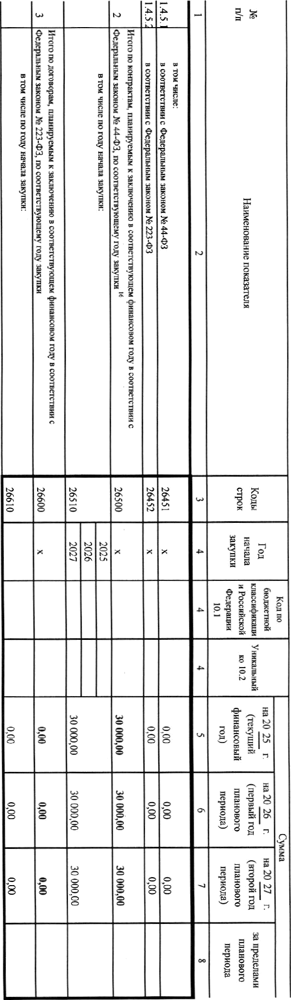 №
п/п
Наименование показателя
Коды
строк
Год
начала
закупки
Код по
бюджетной
классификаци
и Российской
Федерации
10.1
Уникальный
ко 10.2
Сумма
на 20 25 г.
(текущий
финансовый
год)
на 20 26 г.
(первый год
планового
периода)
на 20 27 г.
(второй год
планового
периода)
за пределами
планового
периода
1 2 3 4 4 4 5 6 7 8
в том числе:
1.4.5.1 в соответствии с Федеральным законом № 44-ФЗ 26451 x 0,00 0,00 0,00
1.4.5.2 в соответствии с Федеральным законом № 223-ФЗ 26452 x 0,00 0,00 0,00
Итого по контрактам, планируемым к заключению в соответствующем финансовом году в соответствии с
2 Федеральным законом № 44-ФЗ, по соответствующему году закупки 16 26500 x 30 000,00 30 000,00 30 000,00
в том числе по году начала закупки: 2025
2026
26510 2027 30 000,00 30 000,00 30 000,00
Итого по договорам, планируемым к заключению в соответствующем финансовом году в соответствии с
3 Федеральным законом № 223-ФЗ, по соответствующему году закупки 26600 x 0,00 0,00 0,00
в том числе по году начала закупки:
26610 0,00 0,00 0,00